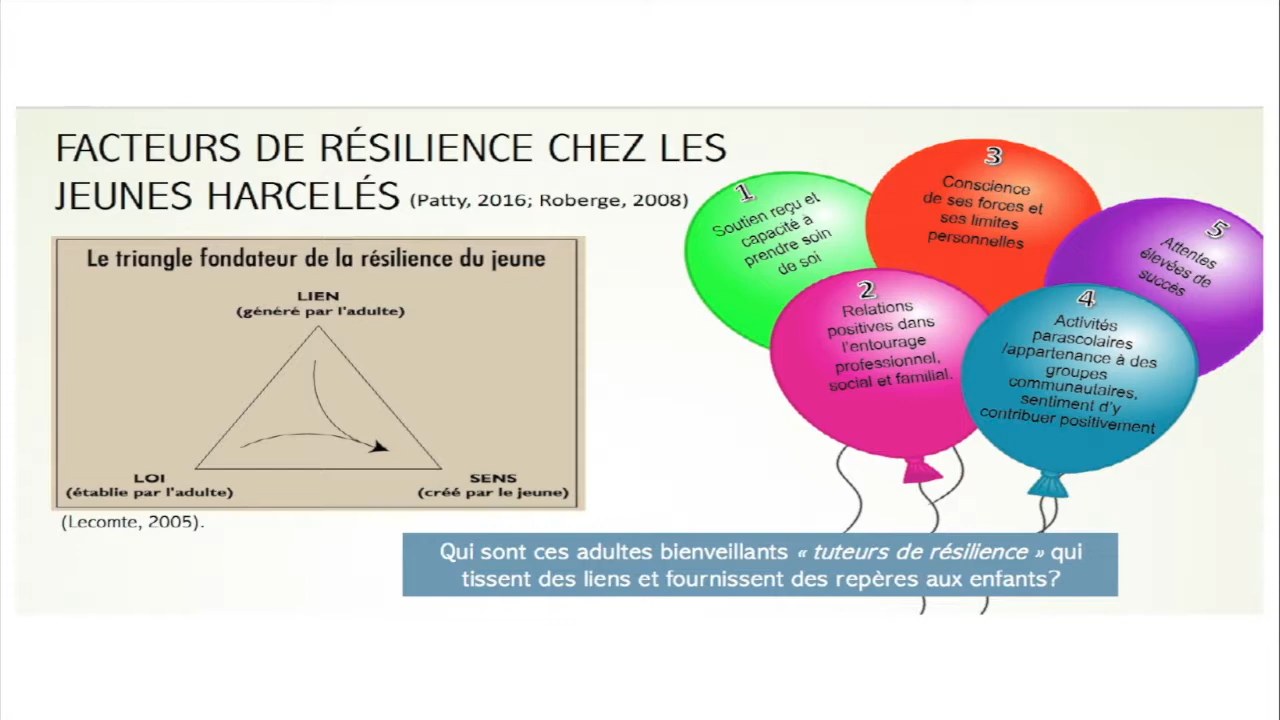 FACTEURS DE RÉSILIENCE CHEZ LES
JEUNES HARCELÉS (Patty, 2016; Roberge, 2008)
Le triangle fondateur de la résilience du jeune
LIEN
(généré par l'adulte)
LOI
(établie par l'adulte)
SENS
(créé par le jeune)
(Lecomte, 2005).
1
Soutien reçu et
capacité à
prendre soin
de soi
2
Relations
positives dans
l'entourage
professionnel,
social et familial.
3
Conscience
de ses forces et
ses limites
personnelles
4
Activités
parascolaires
/appartenance à des
groupes
communautaires,
sentiment d'y
contribuer positivement
5
Attentes
élevées de
succès
Qui sont ces adultes bienveillants « tuteurs de résilience » qui
tissent des liens et fournissent des repères aux enfants?